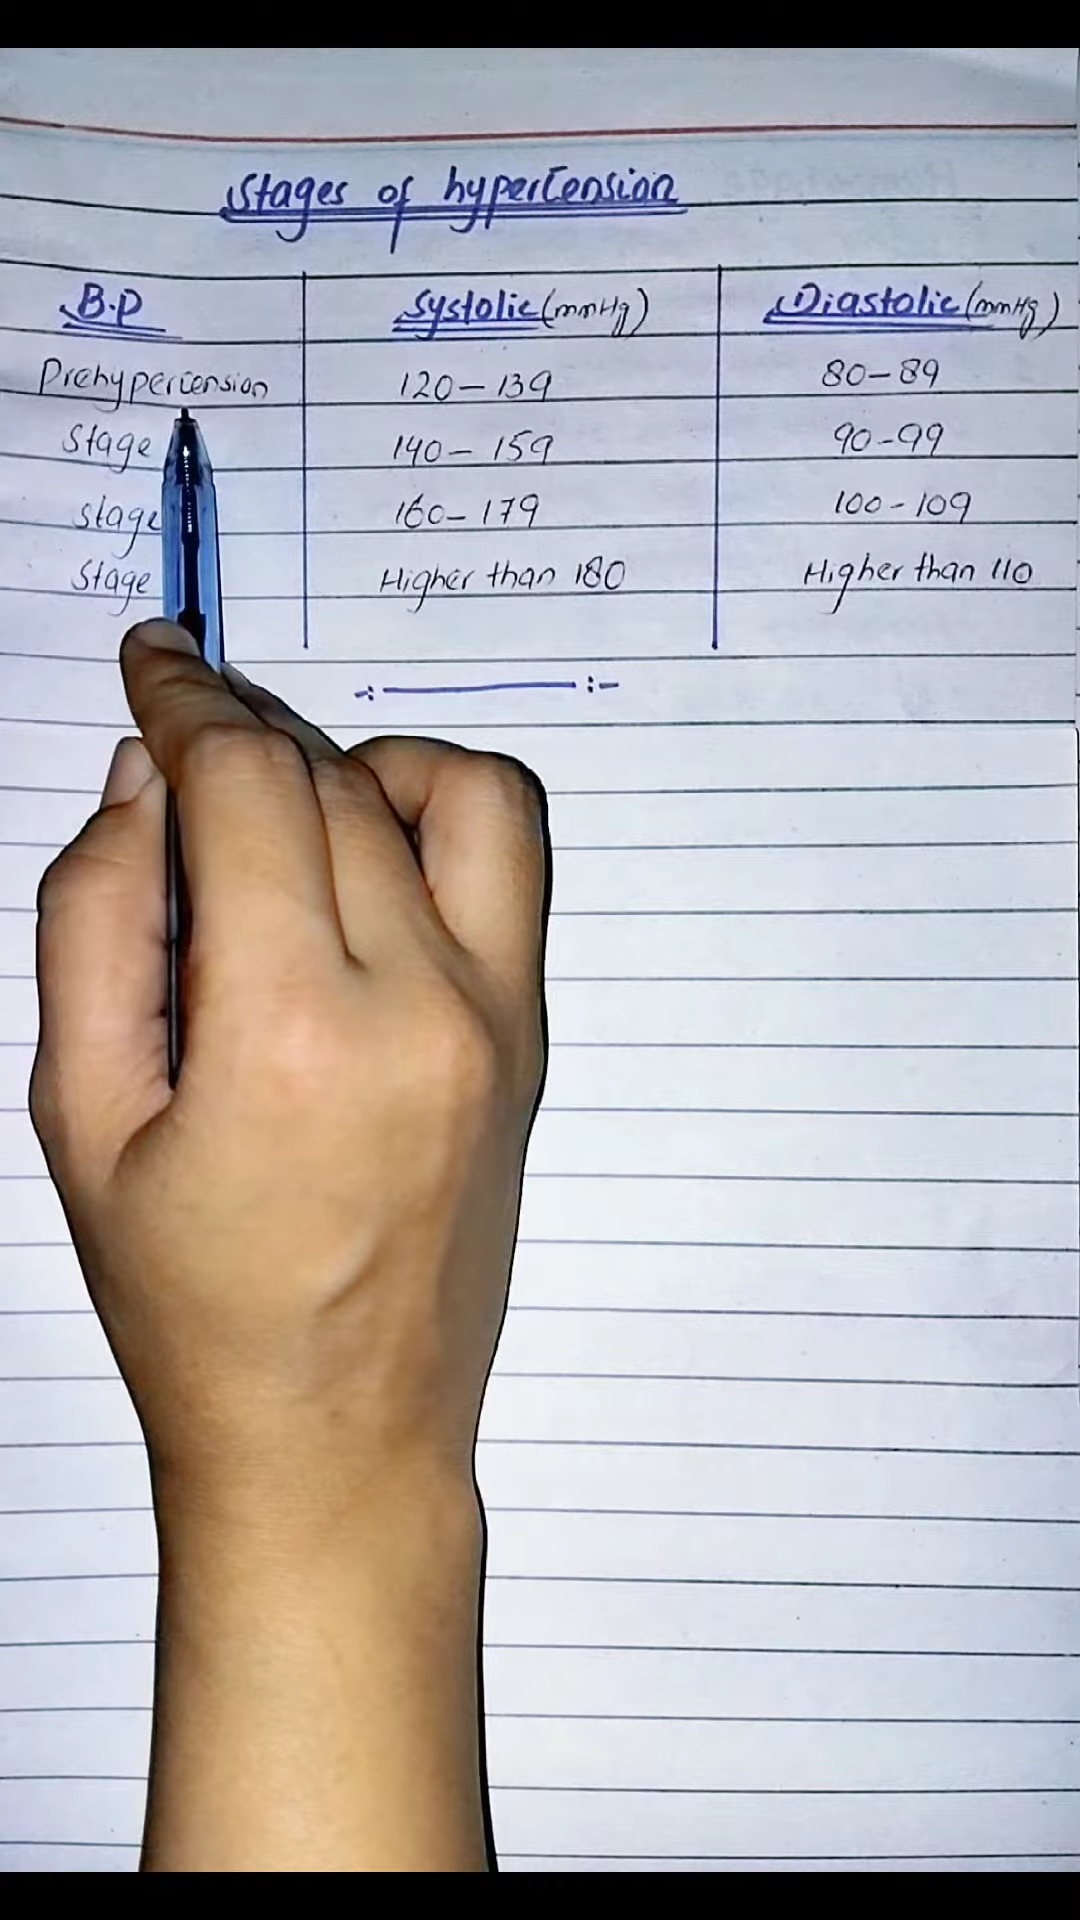 Stages of hypertension
B.P Systolic (mmHg) Diastolic (mmHg)
Prehypertension 120-139 80-89
Stage 140-159 90-99
Stage 160-179 100-109
Stage Higher than 180 Higher than 110